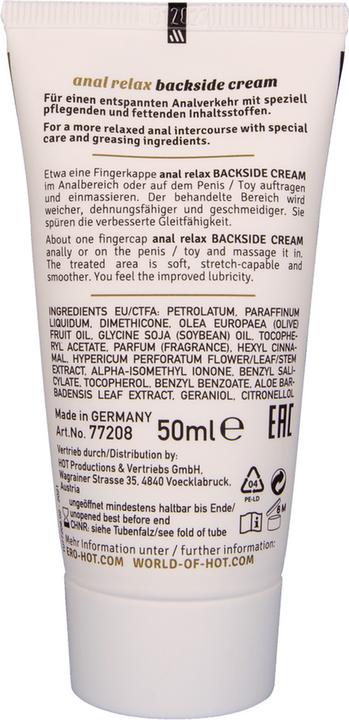 anal relax backside cream
Für einen entspannten Analverkehr mit speziell
pflegenden und fettenden Inhaltsstoffen.
For a more relaxed anal intercourse with special
care and greasing ingredients.
Etwa eine Fingerkappe anal relax BACKSIDE CREAM
im Analbereich oder auf dem Penis / Toy auftragen
und einmassieren. Der behandelte Bereich wird
weicher, dehnungsfähiger und geschmeidiger. Sie
spüren die verbesserte Gleitfähigkeit.
About one fingercap anal relax BACKSIDE CREAM
anally or on the penis / toy and massage it in.
The treated area is soft, stretch-capable and
smoother. You feel the improved lubricity.
INGREDIENTS EU/CTFA: PETROLATUM, PARAFFINUM
LIQUIDUM, DIMETHICONE, OLEA EUROPAEA (OLIVE)
FRUIT OIL, GLYCINE SOJA (SOYBEAN) OIL, TOCOPHE-
RYL ACETATE, PARFUM (FRAGRANCE), HEXYL CINNA-
MAL, HYPERICUM PERFORATUM FLOWER/LEAF/STEM
EXTRACT, ALPHA-ISOMETHYL IONONE, BENZYL SALI-
CYLATE, TOCOPHEROL, BENZYL BENZOATE, ALOE BAR-
BADENSIS LEAF EXTRACT, GERANIOL, CITRONELLOL
Made in GERMANY
Art.No. 77208 50ml e EAC
Vertrieb durch/Distribution by:
HOT Productions & Vertriebs GmbH,
Wagrainer Strasse 35, 4840 Voecklabruck,
Austria
04
PE-LD
ungeöffnet mindestens haltbar bis Ende/
unopened best before end
CHNR: siehe Tubenfalz/see fold of tube
8 M
Mehr Information unter / further information:
ERO-HOT.COM WORLD-OF-HOT.COM